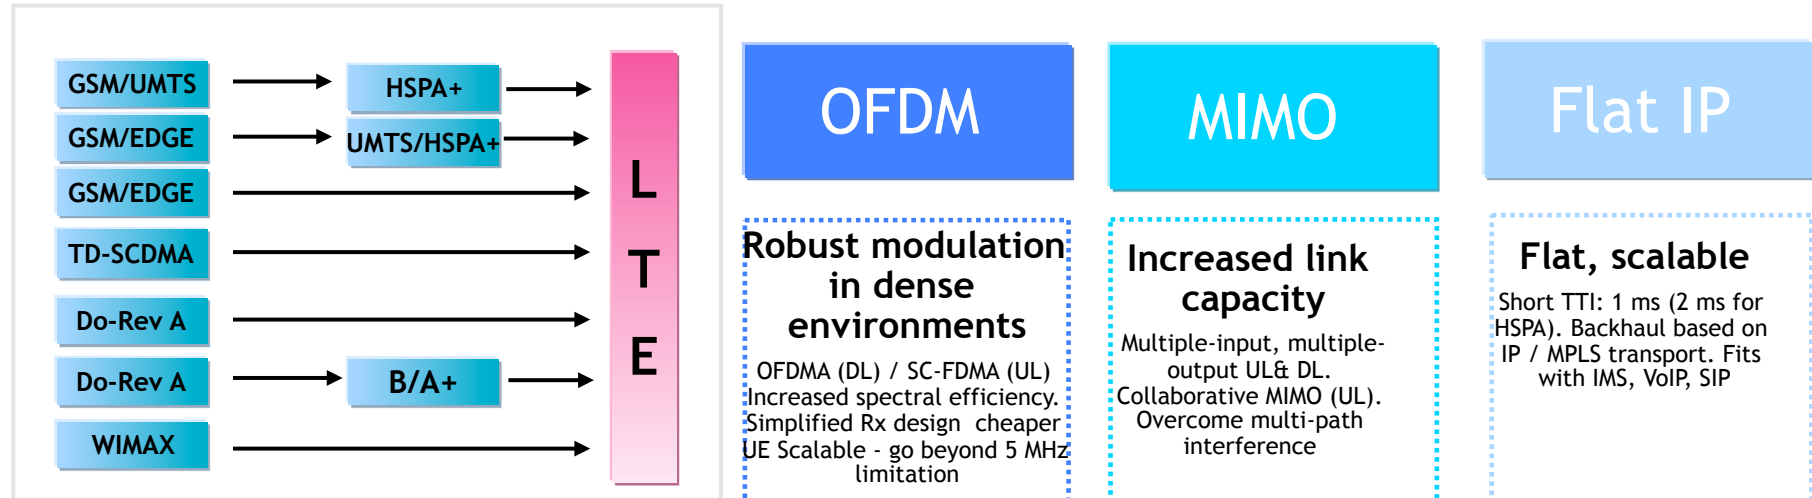 GSM/UMTS
HSPA+
GSM/EDGE
UMTS/HSPA+
GSM/EDGE
TD-SCDMA
Do-Rev A
Do-Rev A
B/A+
WIMAX
L
T
E
OFDM
Robust modulation
in dense
environments
OFDMA (DL) / SC-FDMA (UL)
Increased spectral efficiency.
Simplified Rx design cheaper
UE Scalable - go beyond 5 MHz
limitation
MIMO
Increased link
capacity
Multiple-input, multiple-
output UL& DL.
Collaborative MIMO (UL).
Overcome multi-path
interference
Flat IP
Flat, scalable
Short TTI: 1 ms (2 ms for
HSPA). Backhaul based on
IP / MPLS transport. Fits
with IMS, VoIP, SIP